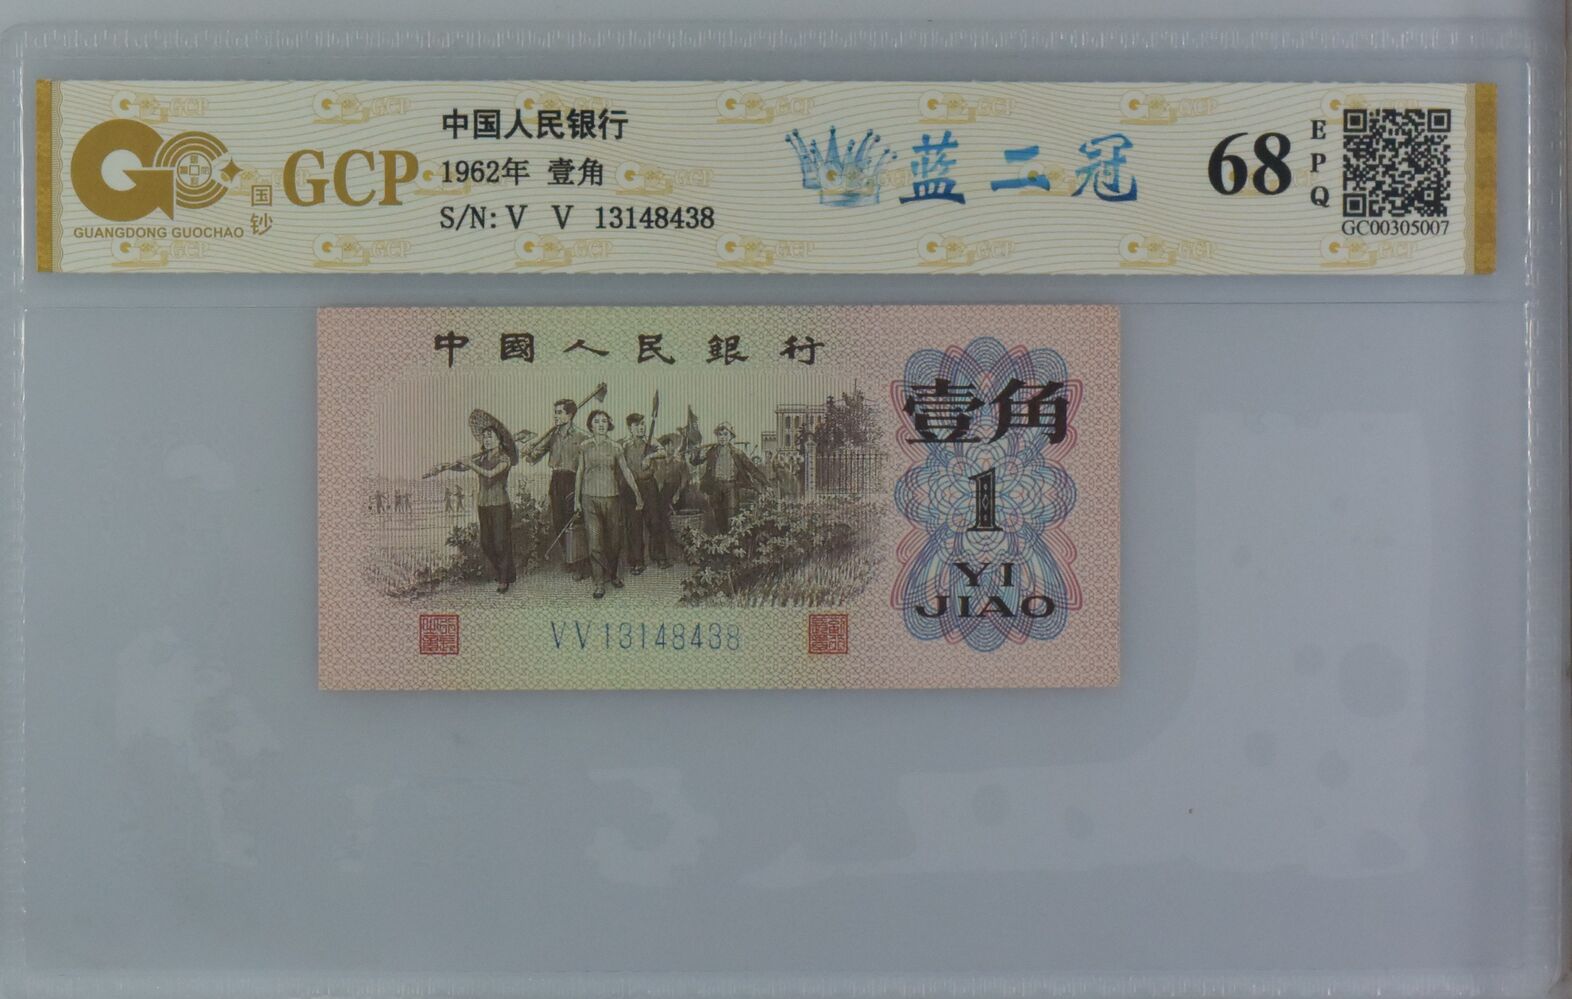 国钞
GUANGDONG GUOCHAO
GCP
中国人民银行
1962年 壹角
S/N: V V 13148438
蓝二冠
68
EPQ
GC00305007
中國人民銀行
壹角
1
YI
JIAO
VV13148438